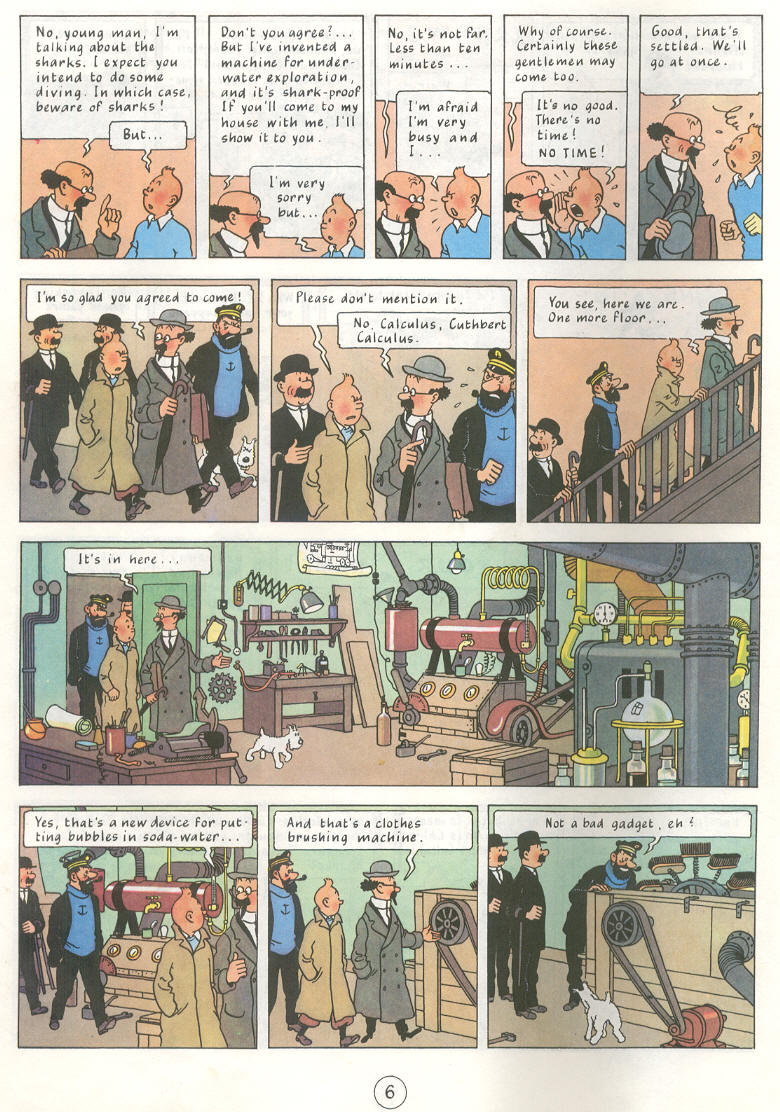 No, young man, I'm
talking about the
sharks. I expect you
intend to do some
diving. In which case,
beware of sharks!
But...
Don't you agree?...
But I've invented a
machine for under-
water exploration,
and it's shark-proof
If you'll come to my
house with me, I'll
show it to you.
I'm very
sorry
but...
No, it's not far.
Less than ten
minutes...
I'm afraid
I'm very
busy and
I...
Why of course.
Certainly these
gentlemen may
come too.
It's no good.
There's no
time!
NO TIME!
Good, that's
settled. We'll
go at once.
I'm so glad you agreed to come!
Please don't mention it.
No, Calculus, Cuthbert
Calculus.
You see, here we are.
One more floor...
It's in here...
Yes, that's a new device for put-
ting bubbles in soda-water...
And that's a clothes
brushing machine.
Not a bad gadget, eh?
6